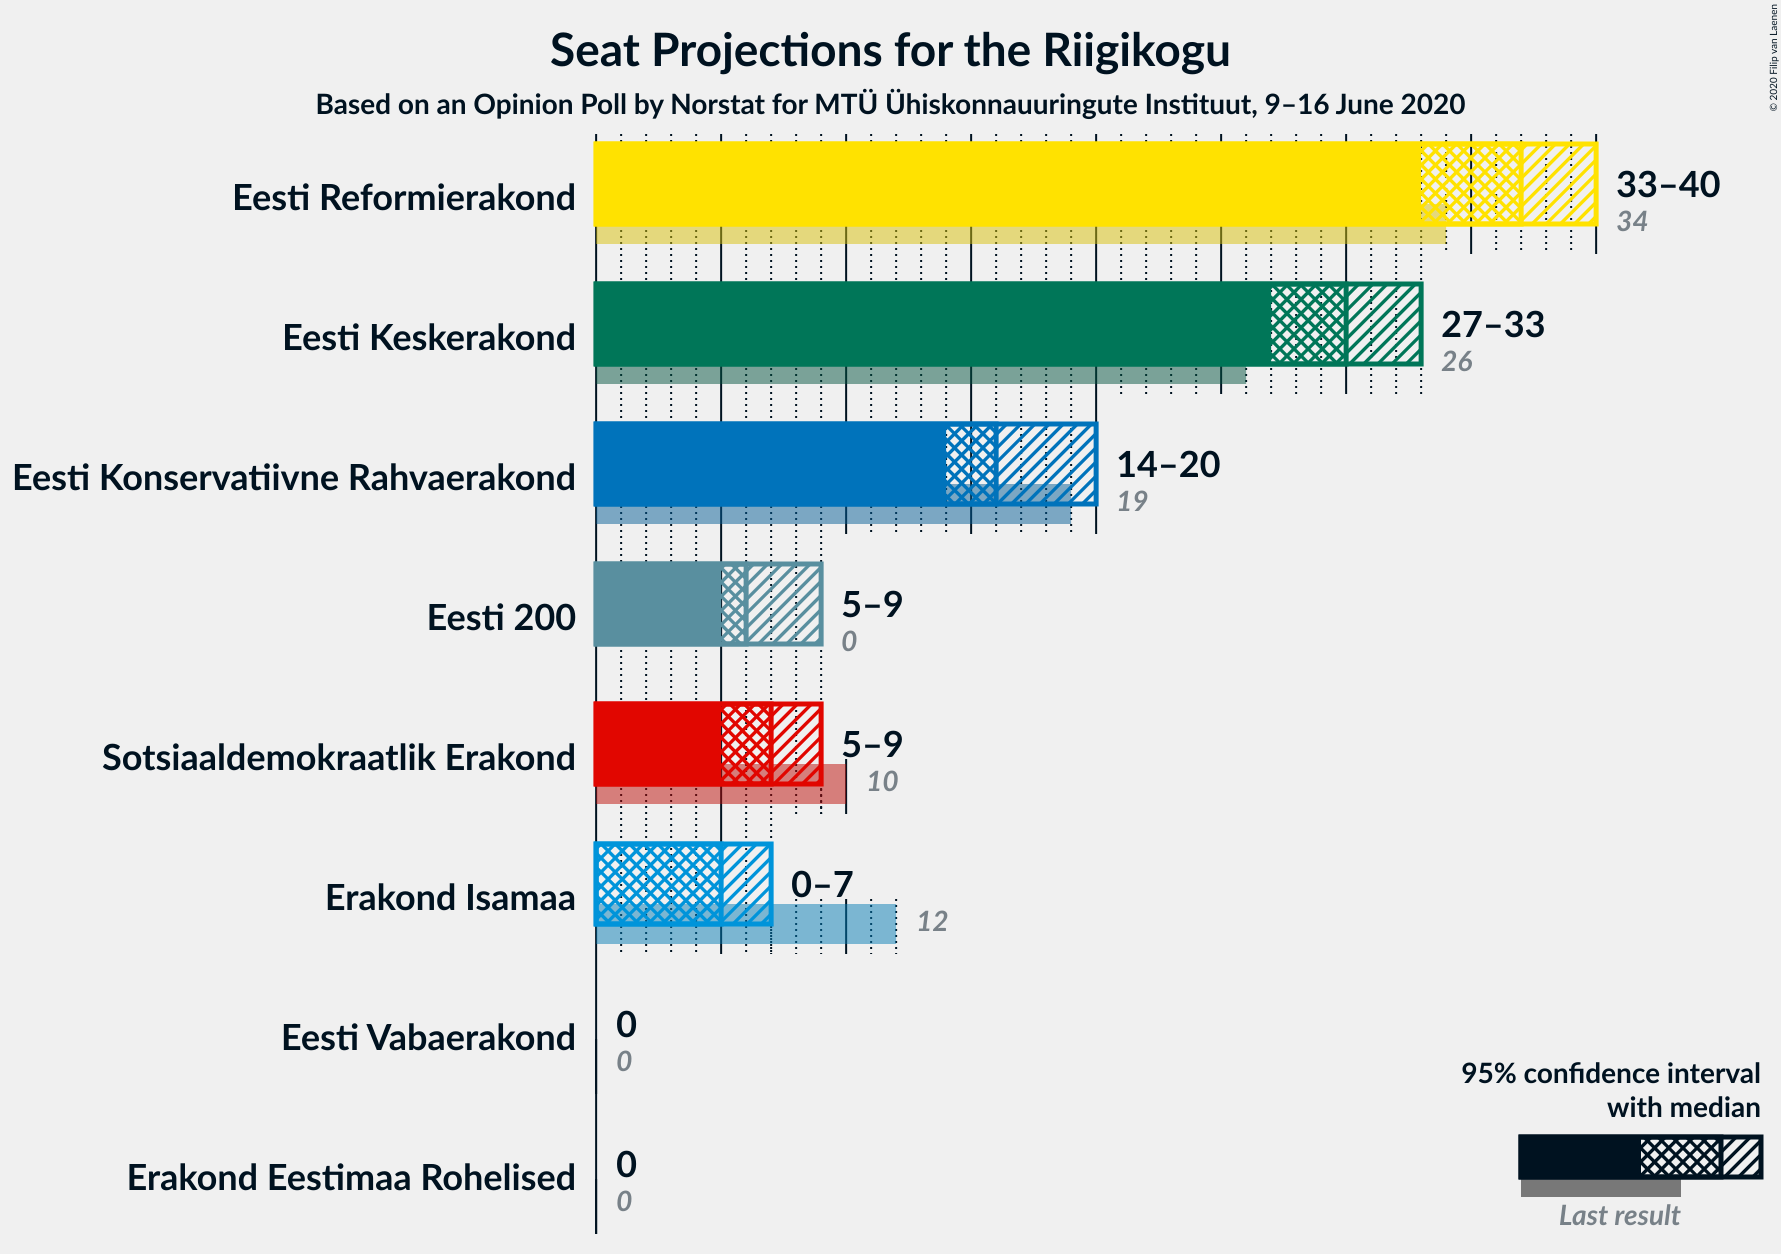 Seat Projections for the Riigikogu
Based on an Opinion Poll by Norstat for MTÜ Ühiskonnauuringute Instituut, 9–16 June 2020
© 2020 Filip van Laenen
Eesti Reformierakond
33–40
34
Eesti Keskerakond
27–33
26
Eesti Konservatiivne Rahvaerakond
14–20
19
Eesti 200
5–9
0
Sotsiaaldemokraatlik Erakond
5–9
10
Erakond Isamaa
0–7
12
Eesti Vabaerakond
0
0
Erakond Eestimaa Rohelised
0
0
95% confidence interval
with median
Last result